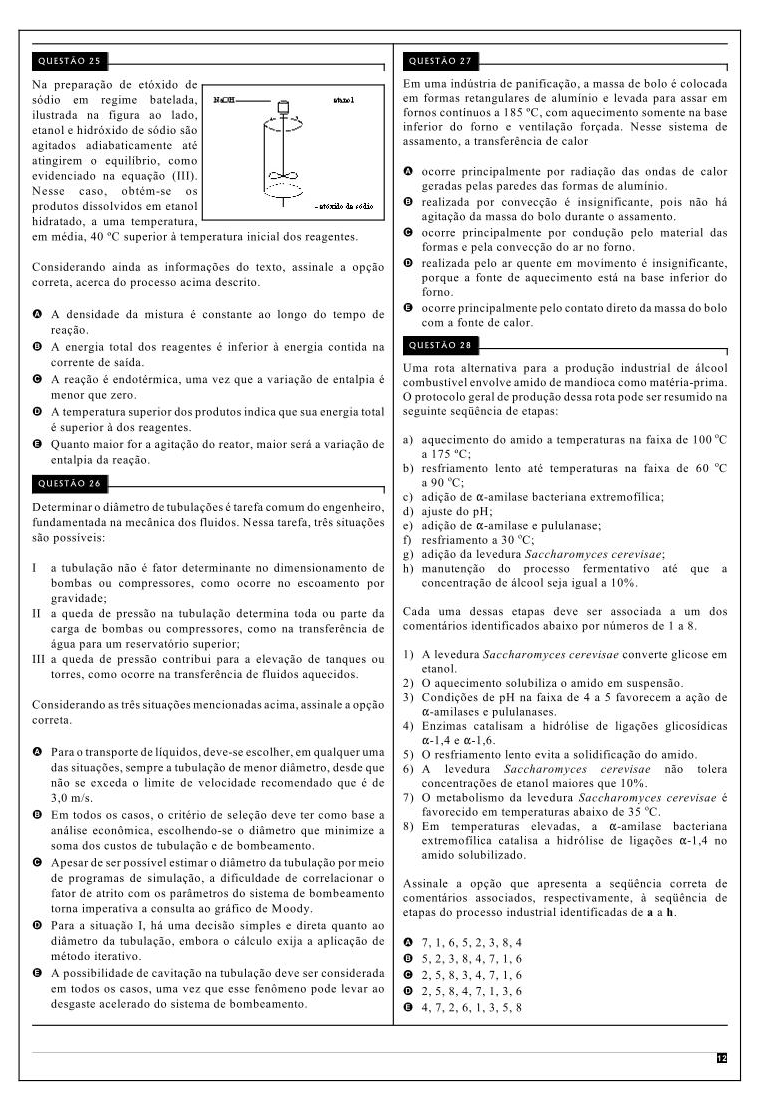 QUESTÃO 25
Na preparação de etóxido de
sódio em regime batelada,
ilustrada na figura ao lado,
etanol e hidróxido de sódio são
agitados adiabaticamente até
atingirem o equilíbrio, como
evidenciado na equação (III).
Nesse caso, obtém-se os
produtos dissolvidos em etanol
hidratado, a uma temperatura,
em média, 40 ºC superior à temperatura inicial dos reagentes.
NaOH
etanol
- etóxido de sódio
Considerando ainda as informações do texto, assinale a opção
correta, acerca do processo acima descrito.
A A densidade da mistura é constante ao longo do tempo de
reação.
B A energia total dos reagentes é inferior à energia contida na
corrente de saída.
C A reação é endotérmica, uma vez que a variação de entalpia é
menor que zero.
D A temperatura superior dos produtos indica que sua energia total
é superior à dos reagentes.
E Quanto maior for a agitação do reator, maior será a variação de
entalpia da reação.
QUESTÃO 26
Determinar o diâmetro de tubulações é tarefa comum do engenheiro,
fundamentada na mecânica dos fluidos. Nessa tarefa, três situações
são possíveis:
I a tubulação não é fator determinante no dimensionamento de
bombas ou compressores, como ocorre no escoamento por
gravidade;
II a queda de pressão na tubulação determina toda ou parte da
carga de bombas ou compressores, como na transferência de
água para um reservatório superior;
III a queda de pressão contribui para a elevação de tanques ou
torres, como ocorre na transferência de fluidos aquecidos.
Considerando as três situações mencionadas acima, assinale a opção
correta.
A Para o transporte de líquidos, deve-se escolher, em qualquer uma
das situações, sempre a tubulação de menor diâmetro, desde que
não se exceda o limite de velocidade recomendado que é de
3,0 m/s.
B Em todos os casos, o critério de seleção deve ter como base a
análise econômica, escolhendo-se o diâmetro que minimize a
soma dos custos de tubulação e de bombeamento.
C Apesar de ser possível estimar o diâmetro da tubulação por meio
de programas de simulação, a dificuldade de correlacionar o
fator de atrito com os parâmetros do sistema de bombeamento
torna imperativa a consulta ao gráfico de Moody.
D Para a situação I, há uma decisão simples e direta quanto ao
diâmetro da tubulação, embora o cálculo exija a aplicação de
método iterativo.
E A possibilidade de cavitação na tubulação deve ser considerada
em todos os casos, uma vez que esse fenômeno pode levar ao
desgaste acelerado do sistema de bombeamento.
QUESTÃO 27
Em uma indústria de panificação, a massa de bolo é colocada
em formas retangulares de alumínio e levada para assar em
fornos contínuos a 185 ºC, com aquecimento somente na base
inferior do forno e ventilação forçada. Nesse sistema de
assamento, a transferência de calor
A ocorre principalmente por radiação das ondas de calor
geradas pelas paredes das formas de alumínio.
B realizada por convecção é insignificante, pois não há
agitação da massa do bolo durante o assamento.
C ocorre principalmente por condução pelo material das
formas e pela convecção do ar no forno.
D realizada pelo ar quente em movimento é insignificante,
porque a fonte de aquecimento está na base inferior do
forno.
E ocorre principalmente pelo contato direto da massa do bolo
com a fonte de calor.
QUESTÃO 28
Uma rota alternativa para a produção industrial de álcool
combustível envolve amido de mandioca como matéria-prima.
O protocolo geral de produção dessa rota pode ser resumido na
seguinte seqüência de etapas:
a) aquecimento do amido a temperaturas na faixa de 100 ºC
a 175 ºC;
b) resfriamento lento até temperaturas na faixa de 60 ºC
a 90 ºC;
c) adição de α-amilase bacteriana extremofílica;
d) ajuste do pH;
e) adição de α-amilase e pululanase;
f) resfriamento a 30 ºC;
g) adição da levedura Saccharomyces cerevisae;
h) manutenção do processo fermentativo até que a
concentração de álcool seja igual a 10%.
Cada uma dessas etapas deve ser associada a um dos
comentários identificados abaixo por números de 1 a 8.
1) A levedura Saccharomyces cerevisae converte glicose em
etanol.
2) O aquecimento solubiliza o amido em suspensão.
3) Condições de pH na faixa de 4 a 5 favorecem a ação de
α-amilases e pululanases.
4) Enzimas catalisam a hidrólise de ligações glicosídicas
α-1,4 e α-1,6.
5) O resfriamento lento evita a solidificação do amido.
6) A levedura Saccharomyces cerevisae não tolera
concentrações de etanol maiores que 10%.
7) O metabolismo da levedura Saccharomyces cerevisae é
favorecido em temperaturas abaixo de 35 ºC.
8) Em temperaturas elevadas, a α-amilase bacteriana
extremofílica catalisa a hidrólise de ligações α-1,4 no
amido solubilizado.
Assinale a opção que apresenta a seqüência correta de
comentários associados, respectivamente, à seqüência de
etapas do processo industrial identificadas de a a h.
A 7, 1, 6, 5, 2, 3, 8, 4
B 5, 2, 3, 8, 4, 7, 1, 6
C 2, 5, 8, 3, 4, 7, 1, 6
D 2, 5, 8, 4, 7, 1, 3, 6
E 4, 7, 2, 6, 1, 3, 5, 8
12